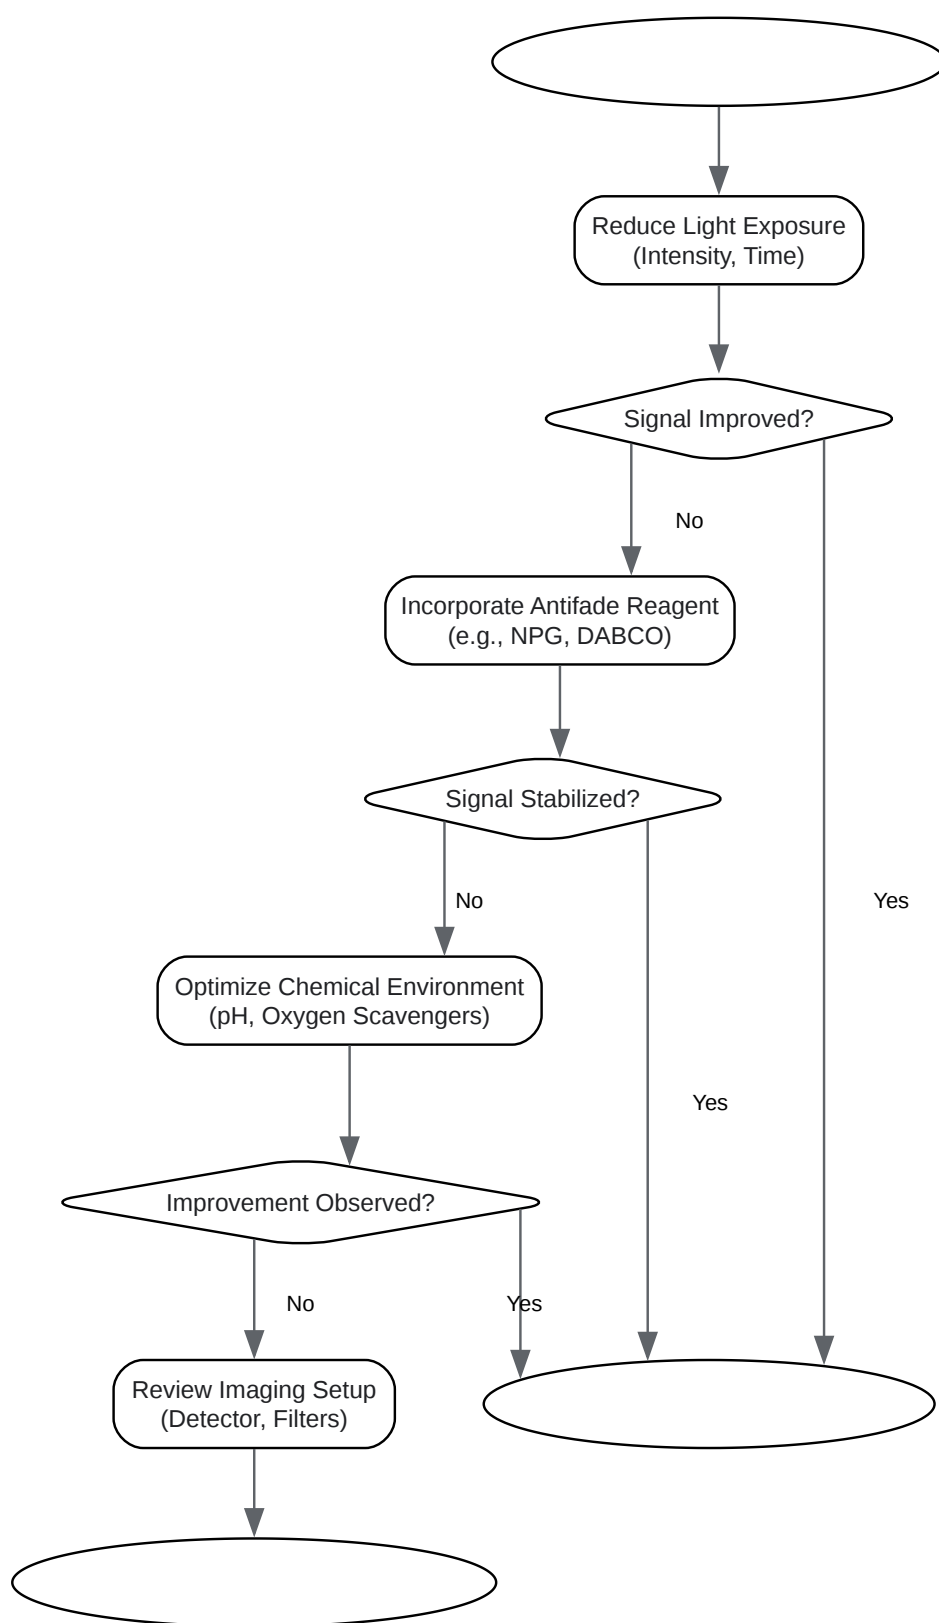 Reduce Light Exposure
(Intensity, Time)
Signal Improved?
No
Incorporate Antifade Reagent
(e.g., NPG, DABCO)
Signal Stabilized?
No
Yes
Optimize Chemical Environment
(pH, Oxygen Scavengers)
Yes
Improvement Observed?
No
Yes
Review Imaging Setup
(Detector, Filters)